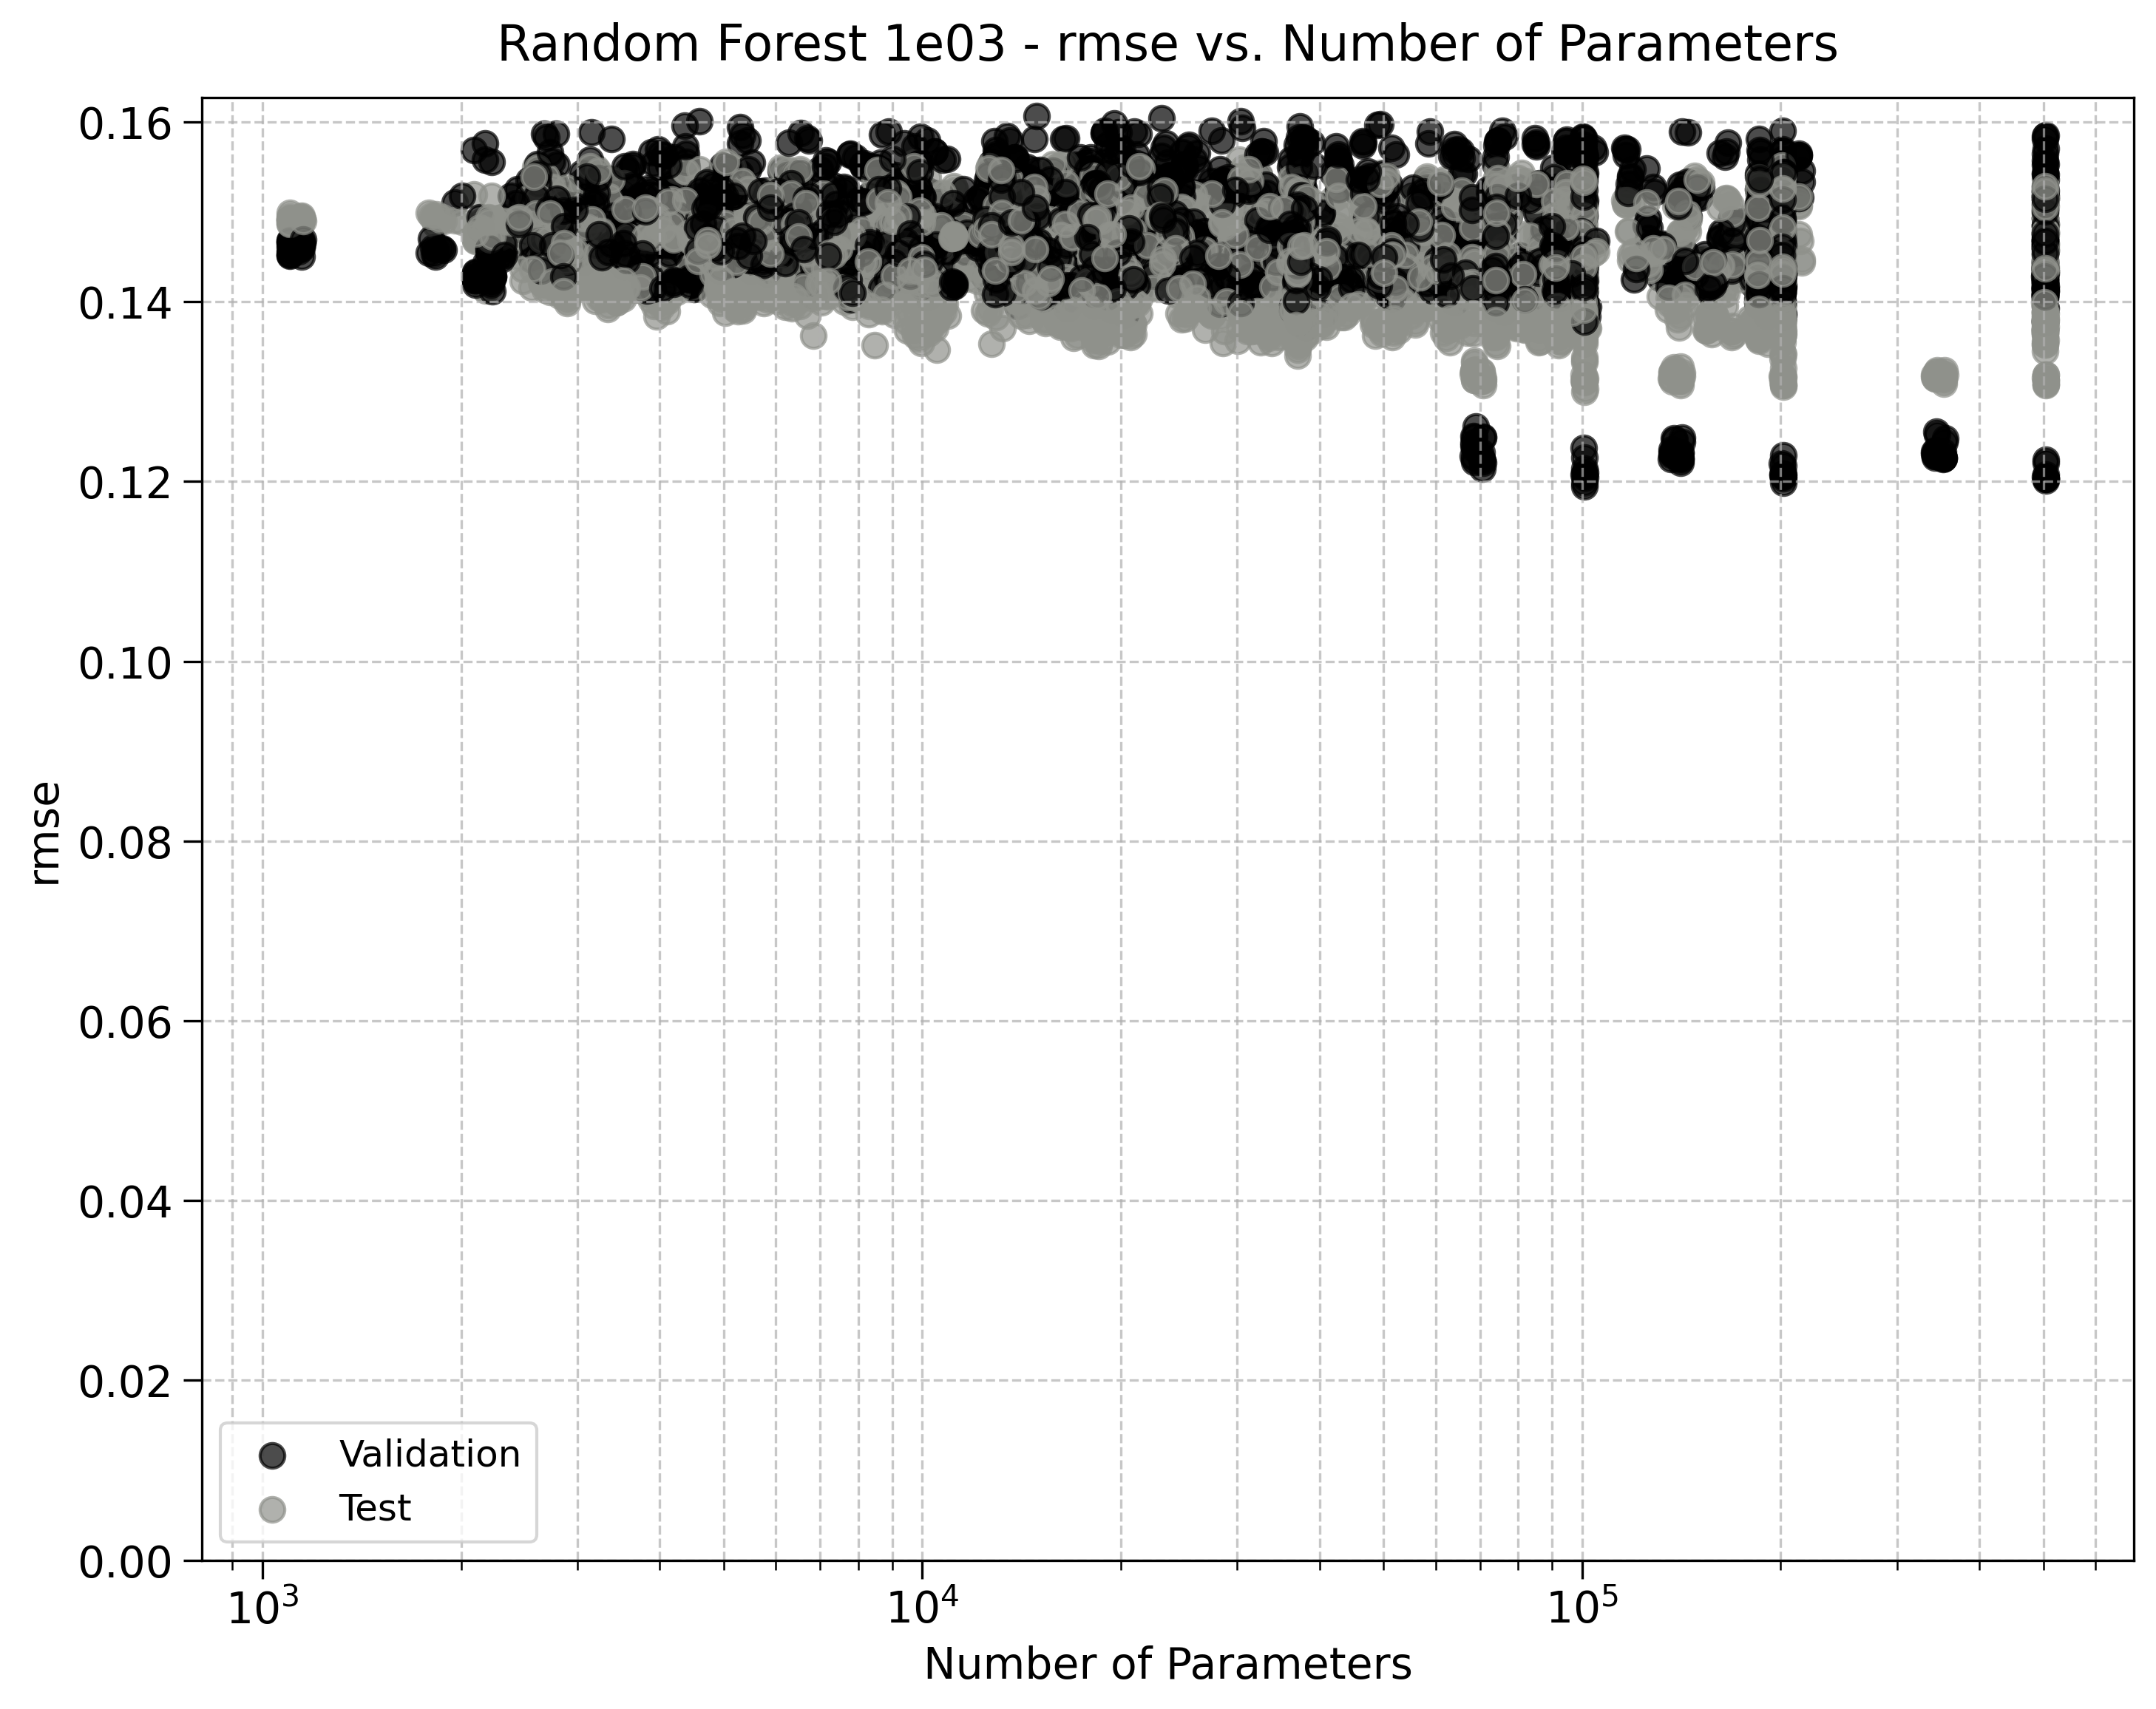 Random Forest 1e03 - rmse vs. Number of Parameters
0.16
0.14
0.12
0.10
0.08
0.06
0.04
0.02
0.00
rmse
Validation
Test
10³ 10⁴ 10⁵
Number of Parameters